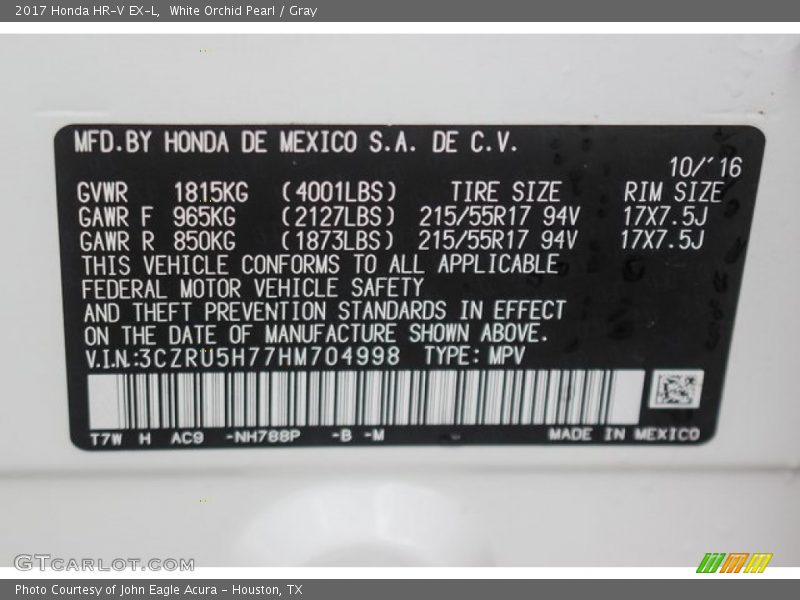 2017 Honda HR-V EX-L, White Orchid Pearl / Gray
MFD.BY HONDA DE MEXICO S.A. DE C.V.
10/'16
GVWR 1815KG (4001LBS) TIRE SIZE RIM SIZE
GAWR F 965KG (2127LBS) 215/55R17 94V 17X7.5J
GAWR R 850KG (1873LBS) 215/55R17 94V 17X7.5J
THIS VEHICLE CONFORMS TO ALL APPLICABLE
FEDERAL MOTOR VEHICLE SAFETY
AND THEFT PREVENTION STANDARDS IN EFFECT
ON THE DATE OF MANUFACTURE SHOWN ABOVE.
V.I.N.:3CZRU5H77HM704998 TYPE: MPV
T7W H AC9 -NH788P -B -M MADE IN MEXICO
GTCARLOT.COM
Photo Courtesy of John Eagle Acura - Houston, TX